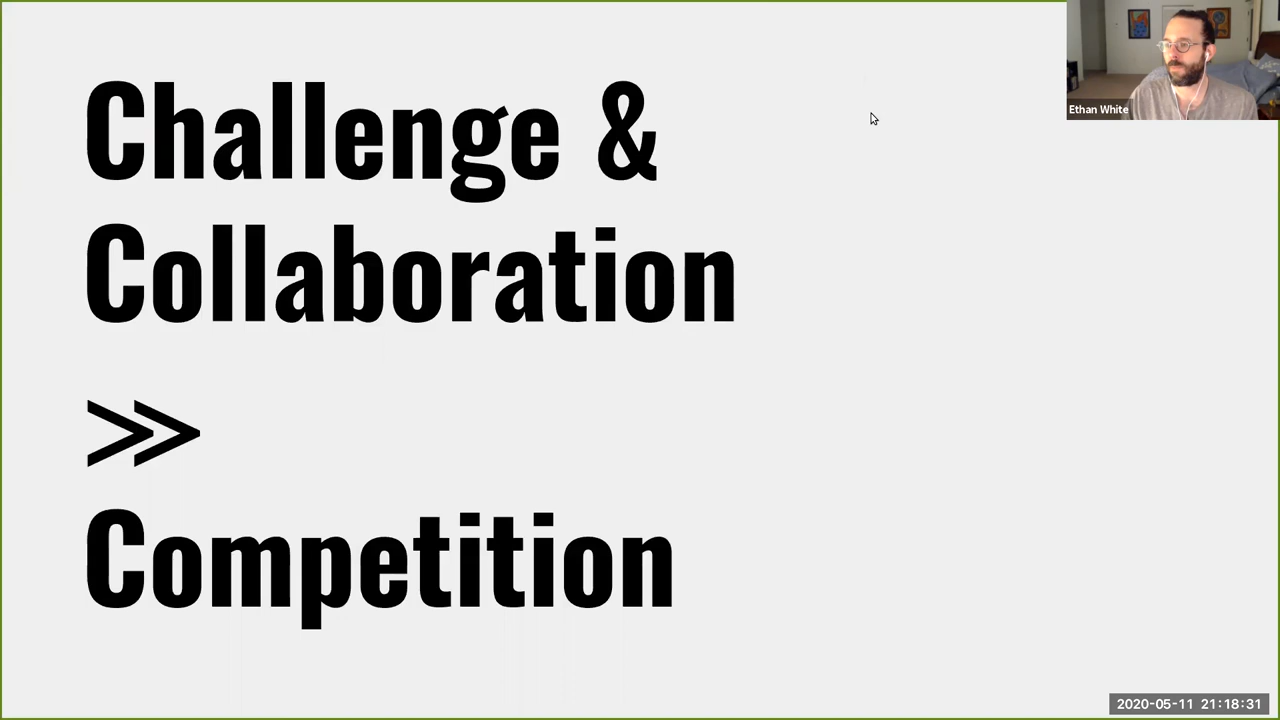 Challenge &
Collaboration
≫
Competition
Ethan White
2020-05-11 21:18:31